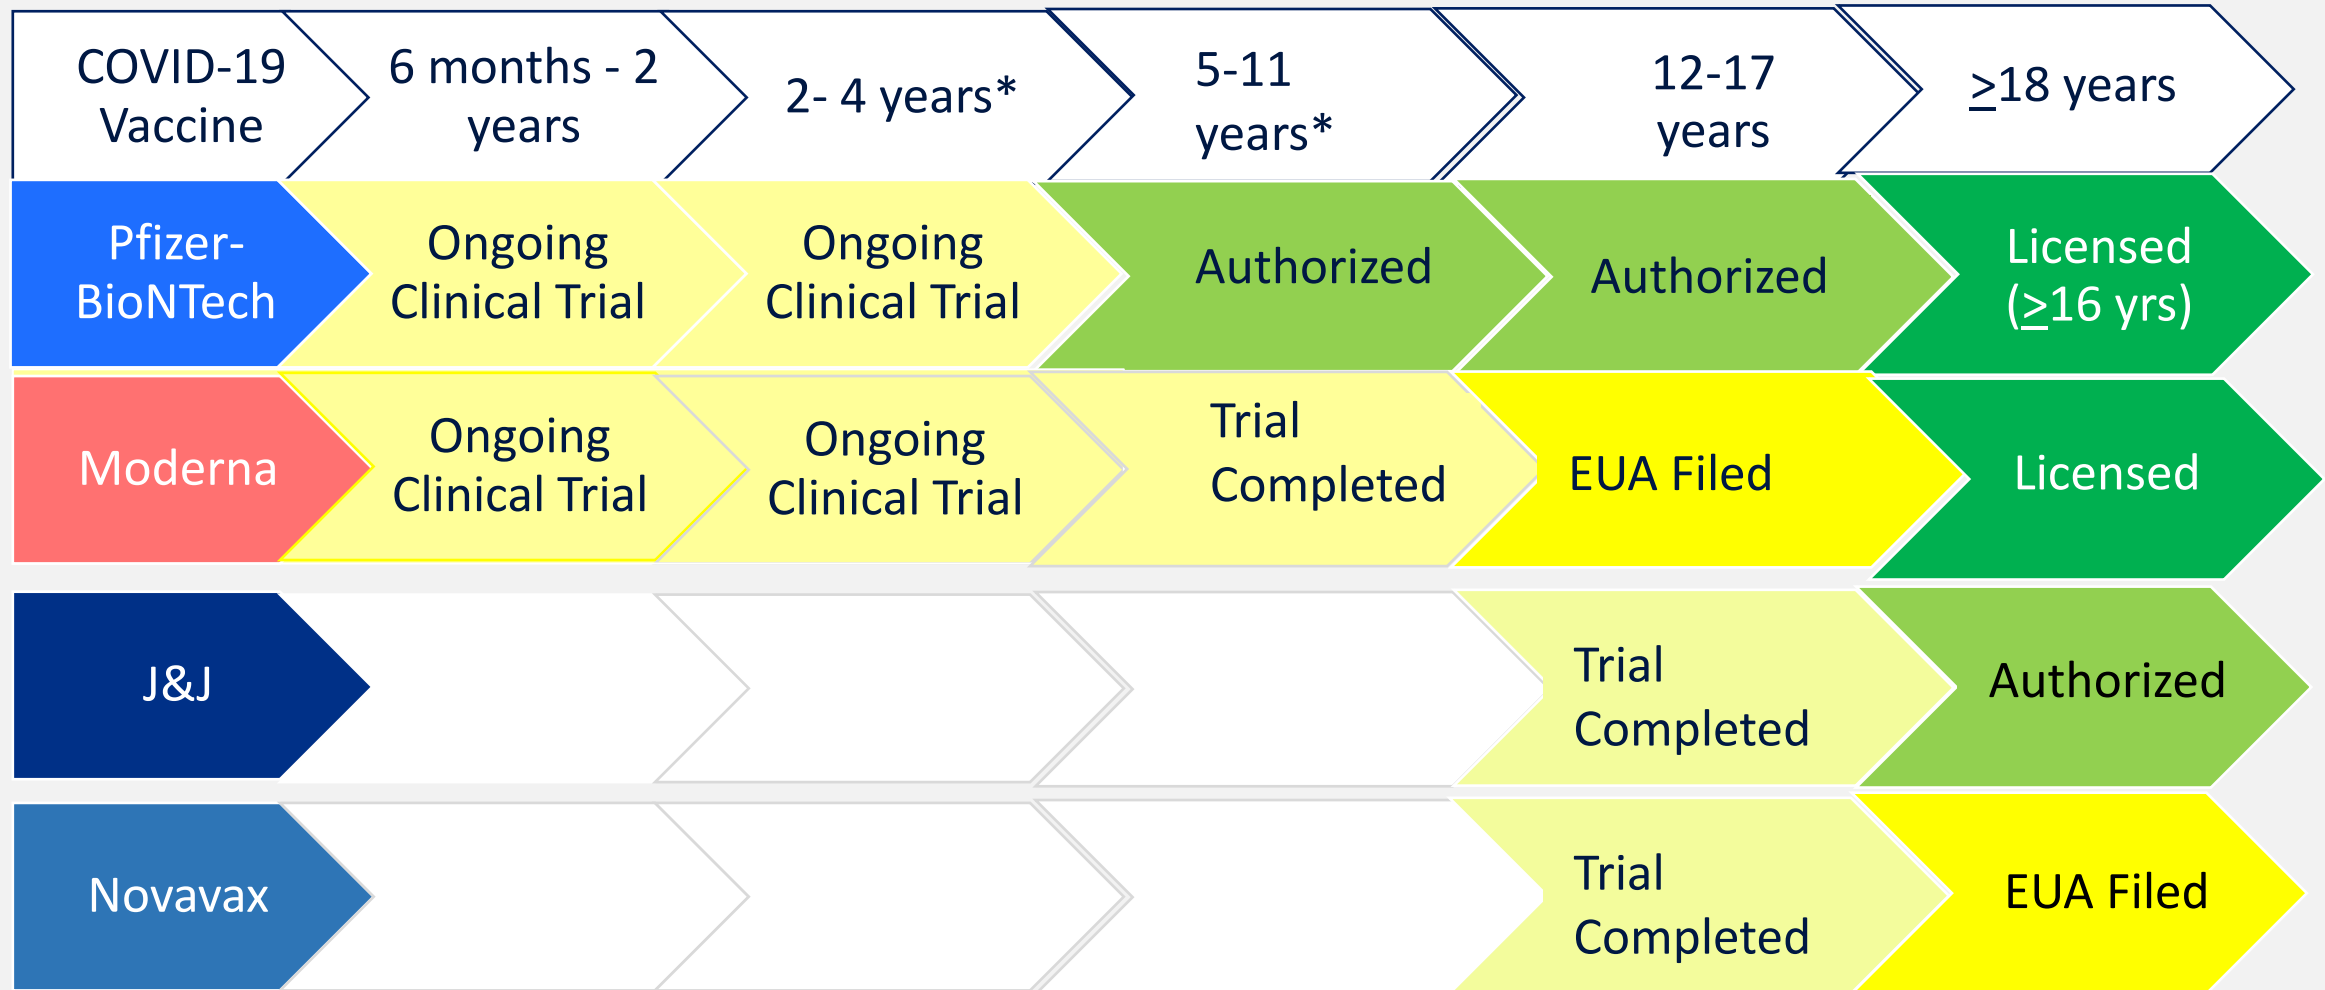 COVID-19
Vaccine
6 months - 2
years
2- 4 years*
5-11
years*
12-17
years
≥18 years
Pfizer-
BioNTech
Ongoing
Clinical Trial
Ongoing
Clinical Trial
Authorized
Authorized
Licensed
(≥16 yrs)
Moderna
Ongoing
Clinical Trial
Ongoing
Clinical Trial
Trial
Completed
EUA Filed
Licensed
J&J
Trial
Completed
Authorized
Novavax
Trial
Completed
EUA Filed